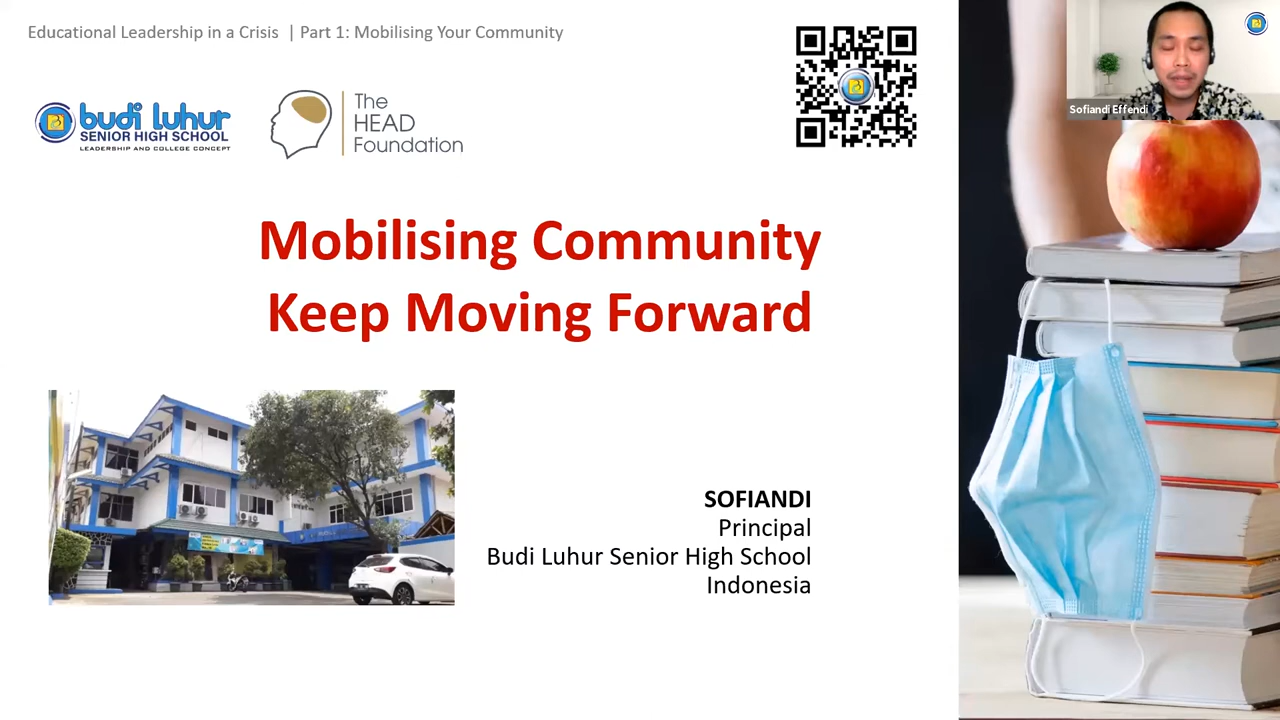 Educational Leadership in a Crisis | Part 1: Mobilising Your Community
Sofiandi Effendi
budi luhur
SENIOR HIGH SCHOOL
LEADERSHIP AND COLLEGE CONCEPT
The
HEAD
Foundation
Mobilising Community
Keep Moving Forward
SOFIANDI
Principal
Budi Luhur Senior High School
Indonesia